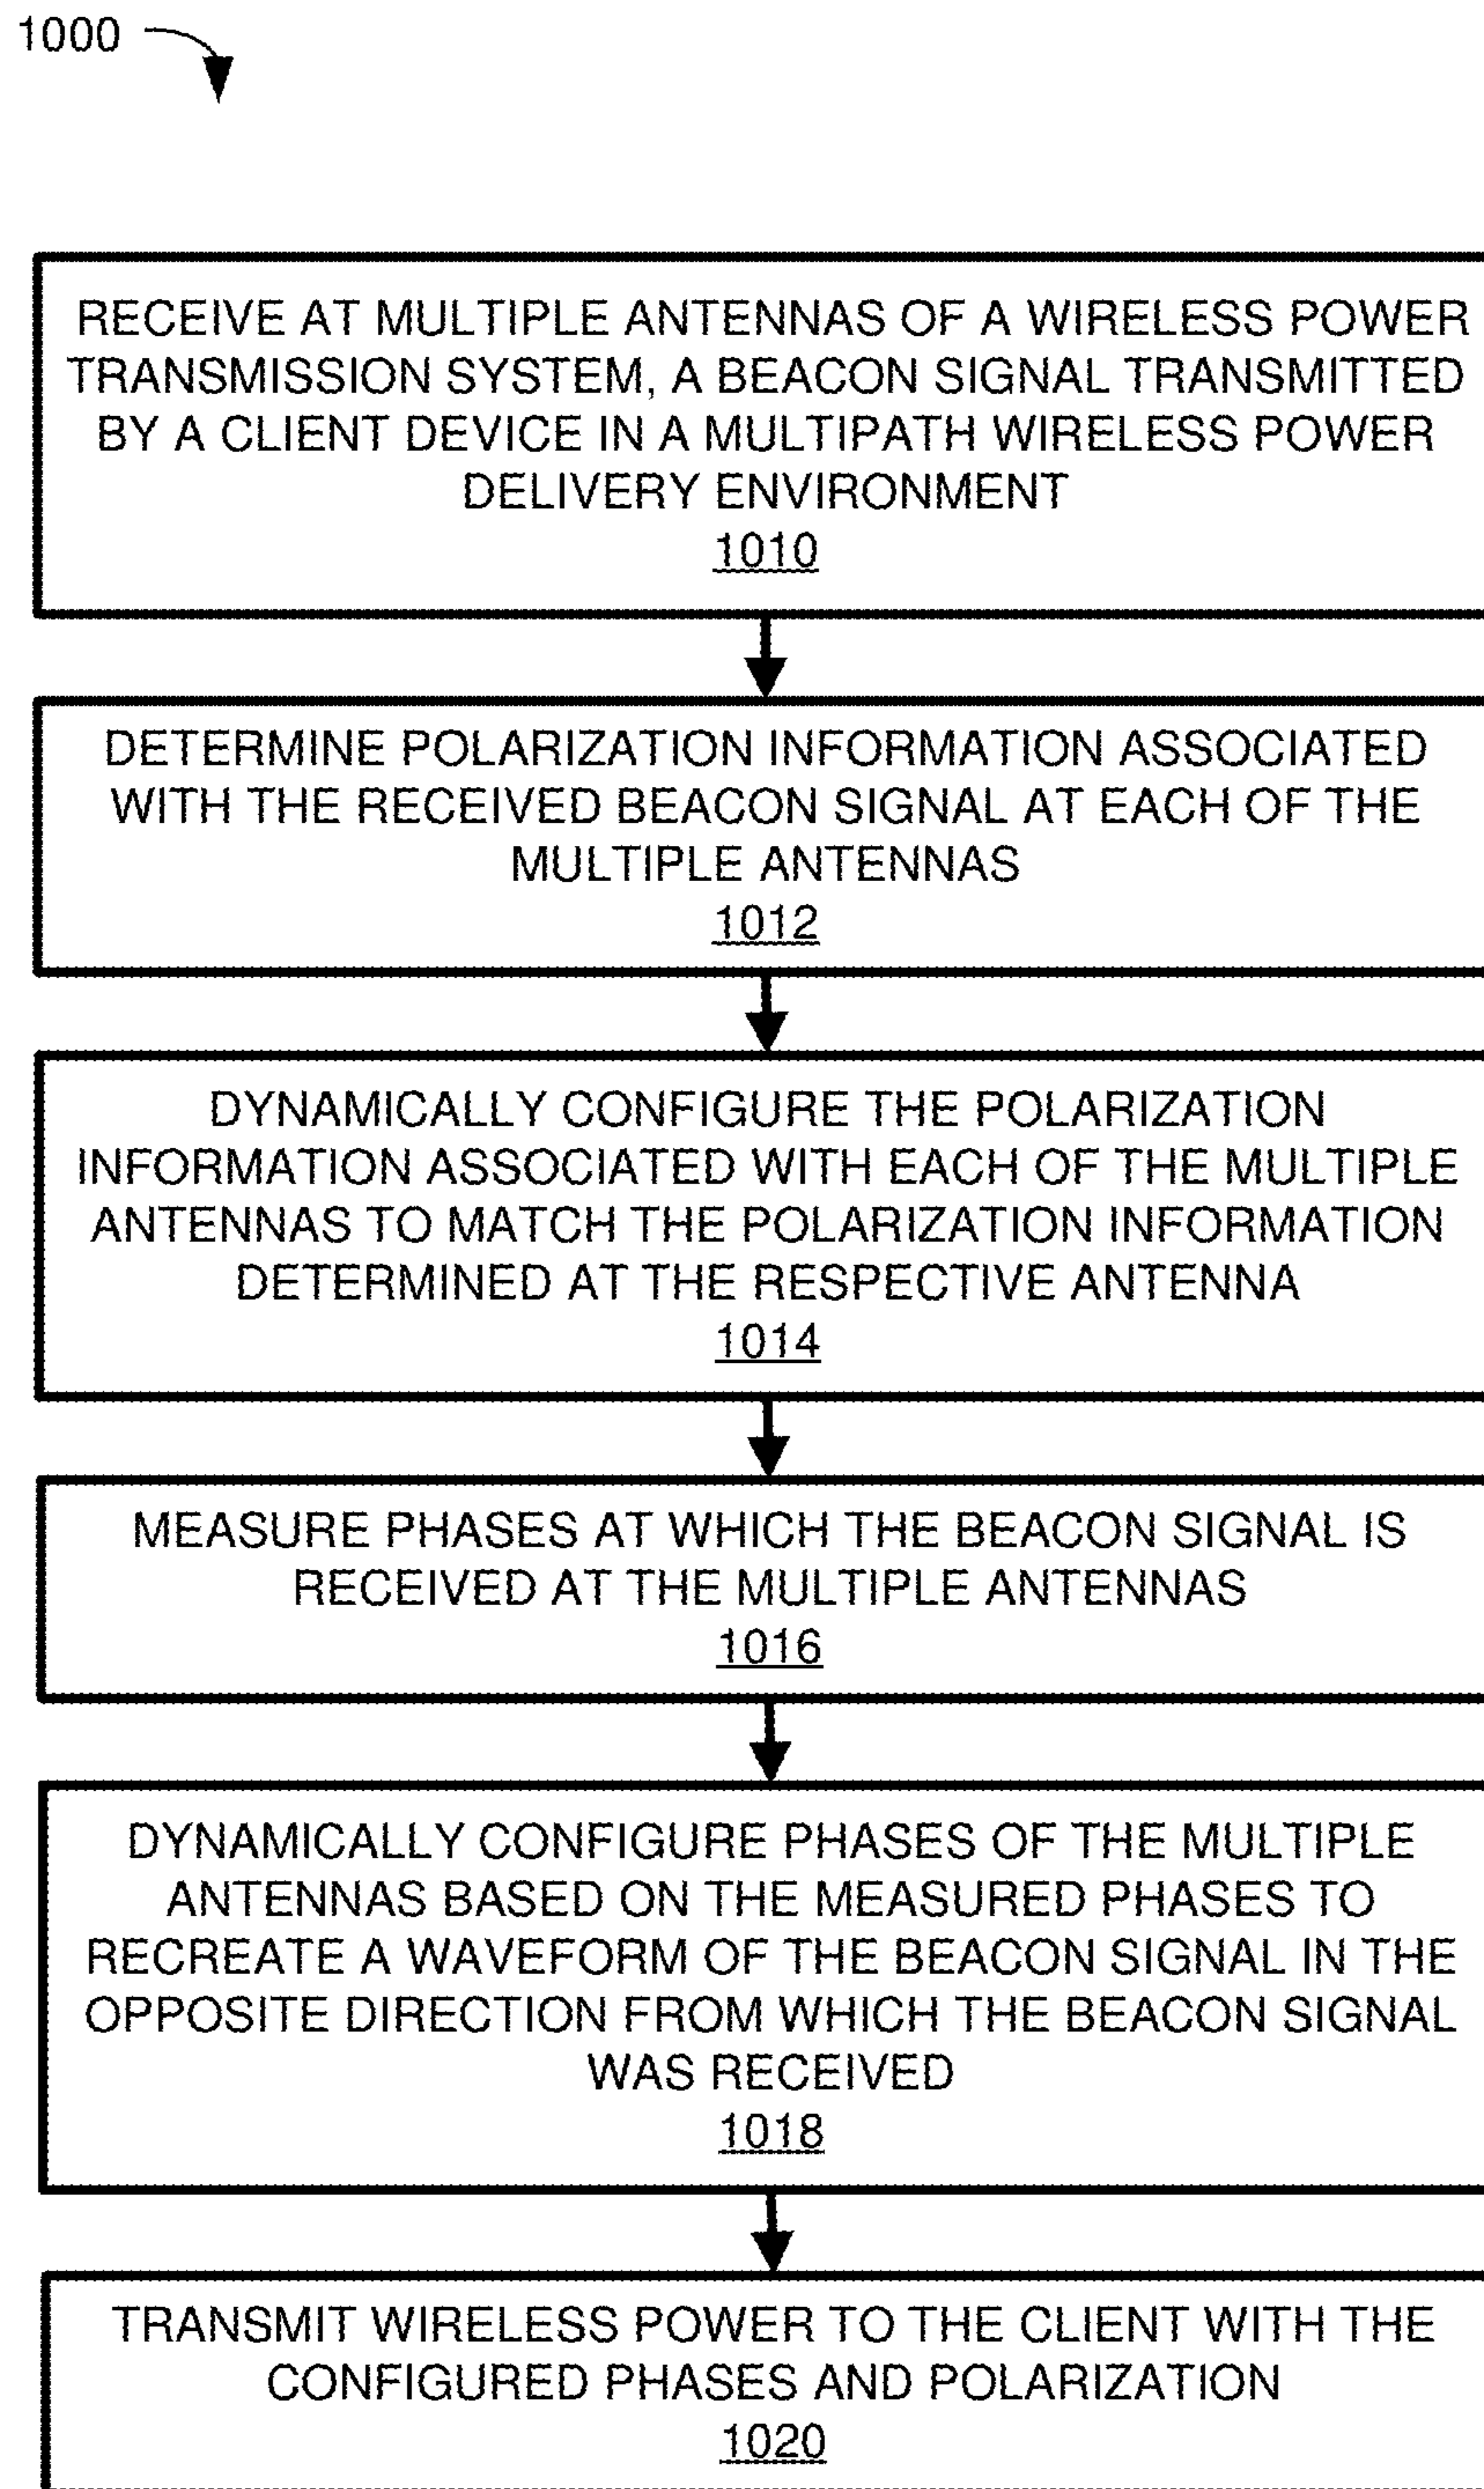 1000
RECEIVE AT MULTIPLE ANTENNAS OF A WIRELESS POWER
TRANSMISSION SYSTEM, A BEACON SIGNAL TRANSMITTED
BY A CLIENT DEVICE IN A MULTIPATH WIRELESS POWER
DELIVERY ENVIRONMENT
1010
DETERMINE POLARIZATION INFORMATION ASSOCIATED
WITH THE RECEIVED BEACON SIGNAL AT EACH OF THE
MULTIPLE ANTENNAS
1012
DYNAMICALLY CONFIGURE THE POLARIZATION
INFORMATION ASSOCIATED WITH EACH OF THE MULTIPLE
ANTENNAS TO MATCH THE POLARIZATION INFORMATION
DETERMINED AT THE RESPECTIVE ANTENNA
1014
MEASURE PHASES AT WHICH THE BEACON SIGNAL IS
RECEIVED AT THE MULTIPLE ANTENNAS
1016
DYNAMICALLY CONFIGURE PHASES OF THE MULTIPLE
ANTENNAS BASED ON THE MEASURED PHASES TO
RECREATE A WAVEFORM OF THE BEACON SIGNAL IN THE
OPPOSITE DIRECTION FROM WHICH THE BEACON SIGNAL
WAS RECEIVED
1018
TRANSMIT WIRELESS POWER TO THE CLIENT WITH THE
CONFIGURED PHASES AND POLARIZATION
1020